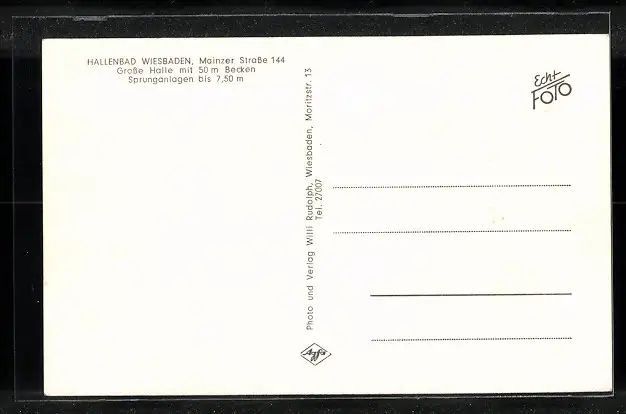 HALLENBAD WIESBADEN, Mainzer Straße 144
Große Halle mit 50 m Becken
Sprunganlagen bis 7,50 m
Photo und Verlag Willi Rudolph, Wiesbaden, Moritzstr. 13
Tel. 27007
Echt
FOTO
Agfa